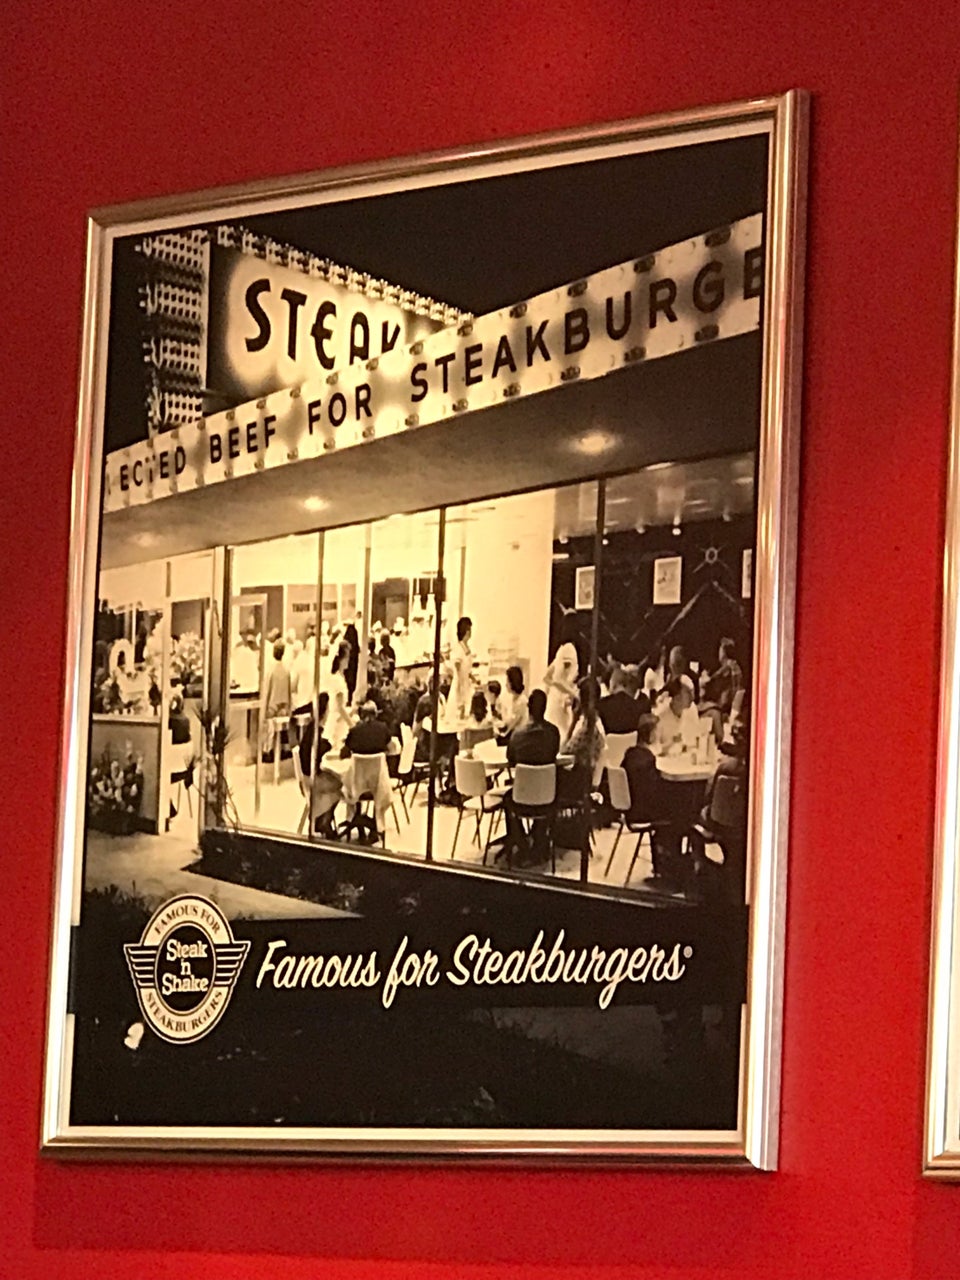 STEAK
ECTED BEEF FOR STEAKBURGE
FAMOUS FOR
Steak
n
Shake
STEAKBURGERS
Famous for Steakburgers®